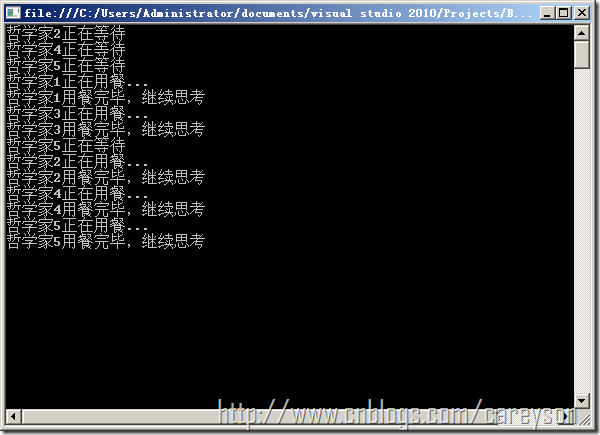 file:///C:/Users/Administrator/documents/visual studio 2010/Projects/B...
哲学家2正在等待
哲学家4正在等待
哲学家5正在等待
哲学家1正在用餐...
哲学家1用餐完毕，继续思考
哲学家3正在用餐...
哲学家3用餐完毕，继续思考
哲学家5正在等待
哲学家2正在用餐...
哲学家2用餐完毕，继续思考
哲学家4正在用餐...
哲学家4用餐完毕，继续思考
哲学家5正在用餐...
哲学家5用餐完毕，继续思考
http://www.cnblogs.com/careyson